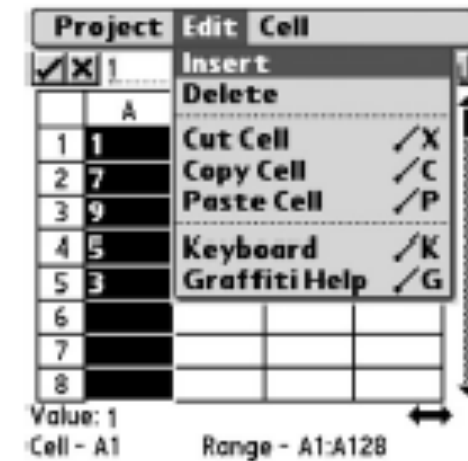 Project Edit Cell
1 Insert
Delete
A
1 1 Cut Cell /X
2 7 Copy Cell /C
3 9 Paste Cell /P
4 5 Keyboard /K
5 3 Graffiti Help /G
6
7
8
Value: 1
Cell - A1 Range - A1:A128